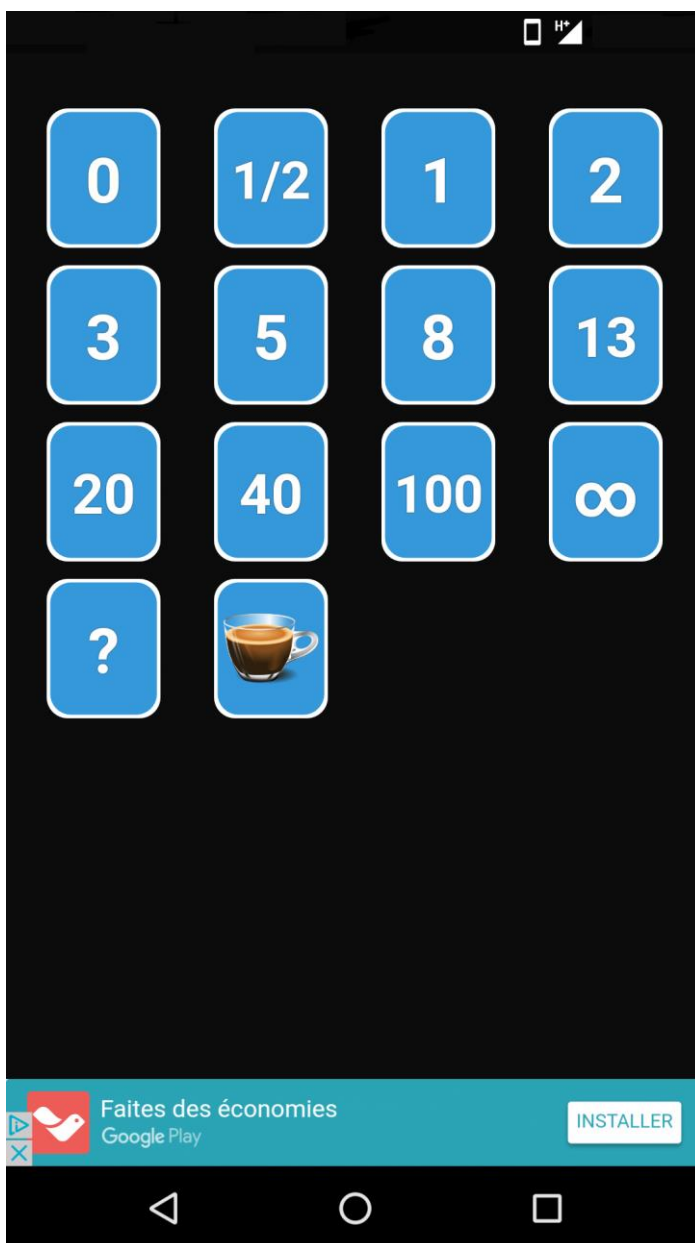 H+
0 1/2 1 2
3 5 8 13
20 40 100 ∞
?
Faites des économies
Google Play
INSTALLER